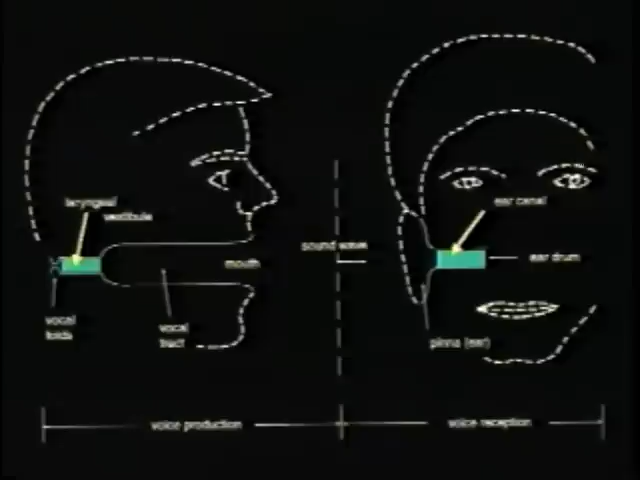 laryngeal
vestibule
ear canal
sound wave
mouth
ear drum
vocal
folds
vocal
tract
pinna (ear)
voice production
voice reception